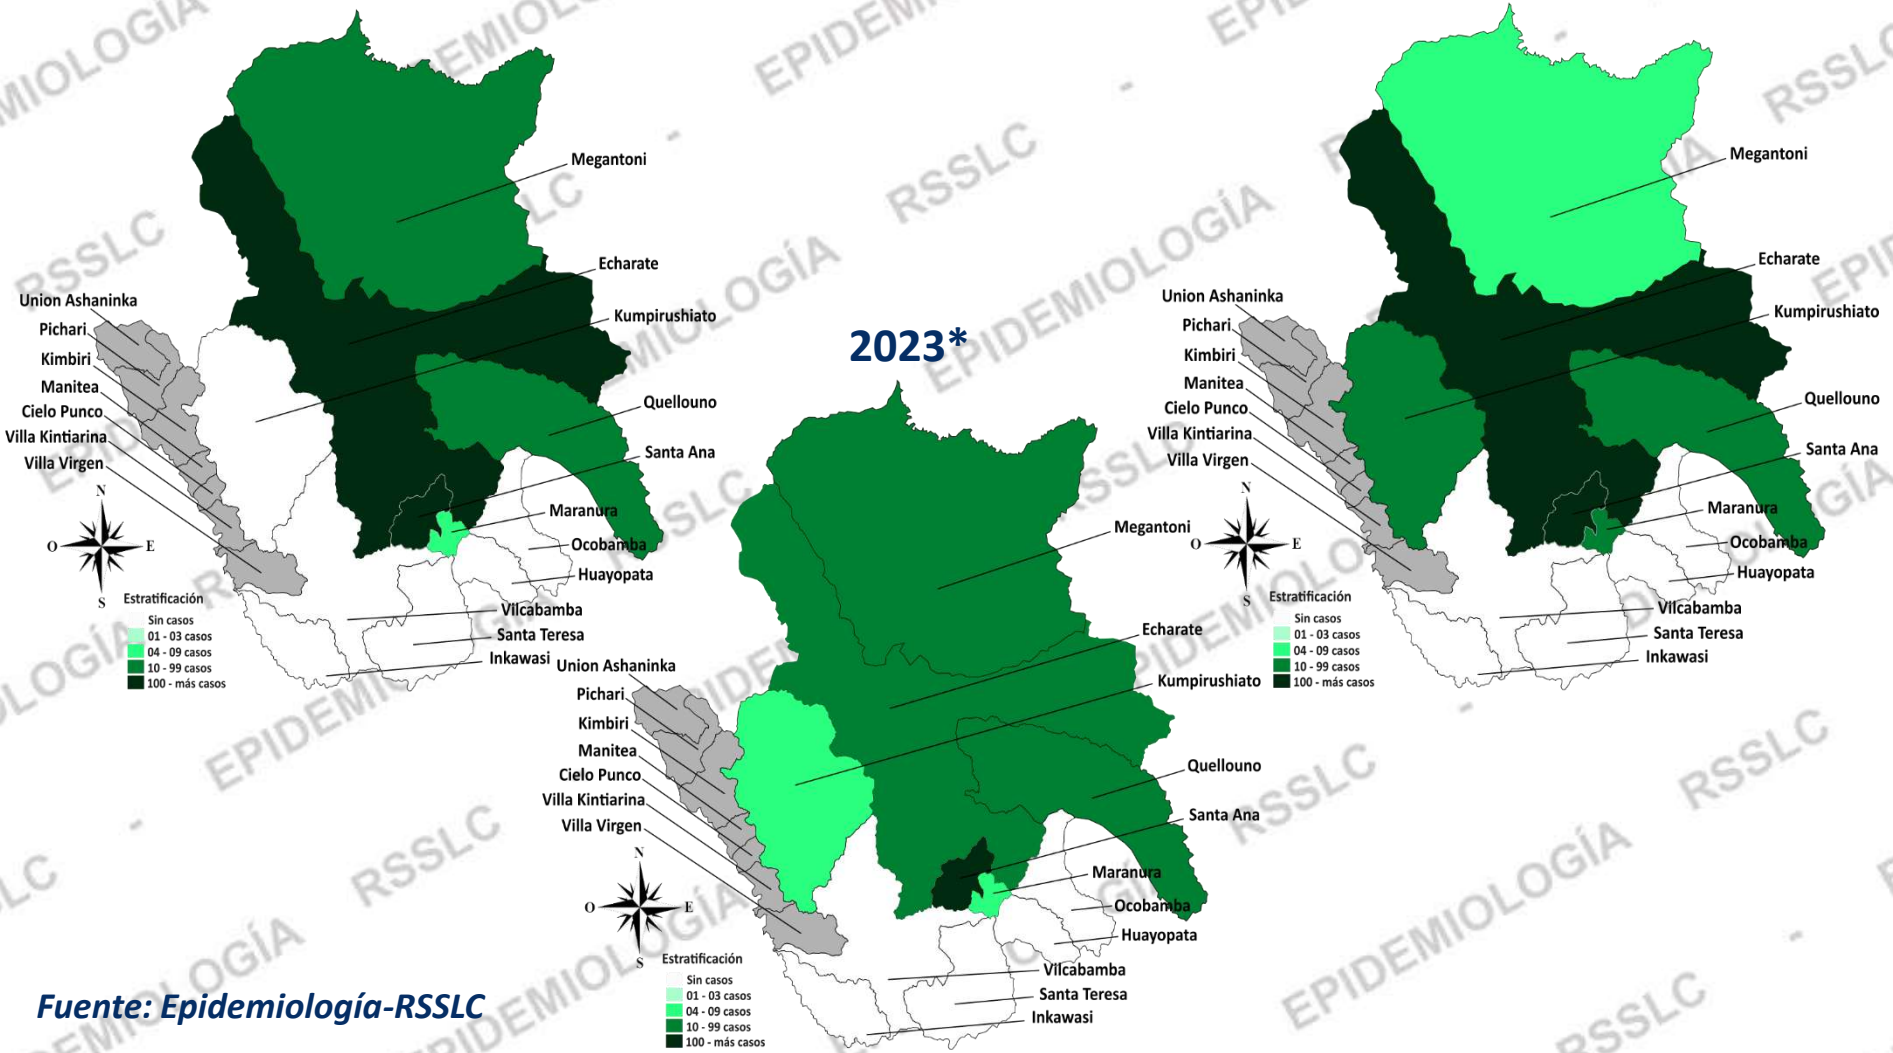 Megantoni
Echarate
Kumpirushiato
Union Ashaninka
Pichari
Kimbiri
Manitea
Cielo Punco
Villa Kintiarina
Villa Virgen
Quellouno
Santa Ana
Maranura
Ocobamba
Huayopata
Vilcabamba
Santa Teresa
Inkawasi
N
O
E
S
Estratificación
Sin casos
01 - 03 casos
04 - 09 casos
10 - 99 casos
100 - más casos
2023*
Megantoni
Echarate
Kumpirushiato
Union Ashaninka
Pichari
Kimbiri
Manitea
Cielo Punco
Villa Kintiarina
Villa Virgen
Quellouno
Santa Ana
Maranura
Ocobamba
Huayopata
Vilcabamba
Santa Teresa
Inkawasi
N
O
E
S
Estratificación
Sin casos
01 - 03 casos
04 - 09 casos
10 - 99 casos
100 - más casos
Megantoni
Echarate
Kumpirushiato
Union Ashaninka
Pichari
Kimbiri
Manitea
Cielo Punco
Villa Kintiarina
Villa Virgen
Quellouno
Santa Ana
Maranura
Ocobamba
Huayopata
Vilcabamba
Santa Teresa
Inkawasi
N
O
E
S
Estratificación
Sin casos
01 - 03 casos
04 - 09 casos
10 - 99 casos
100 - más casos
Fuente: Epidemiología-RSSLC
EPIDEMIOLOGÍA - RSSLC